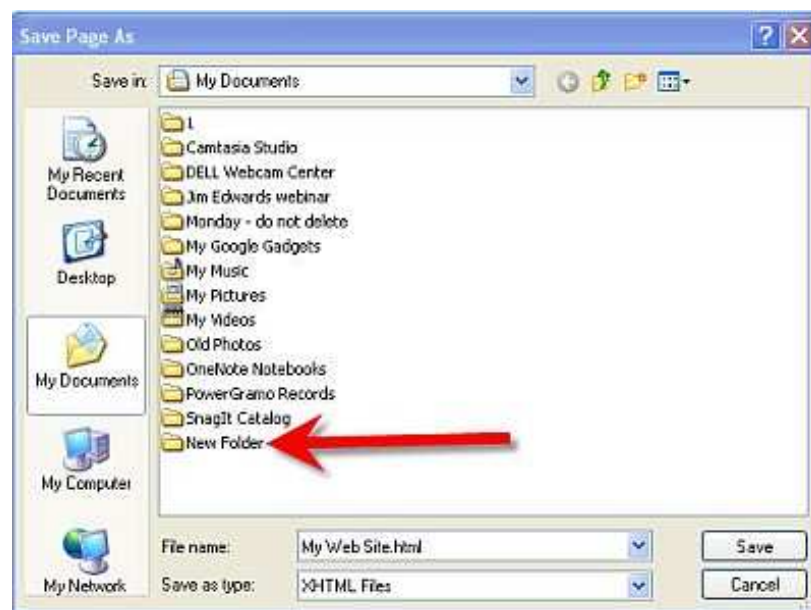 Save Page As
Save in:
My Documents
My Recent
Documents
Desktop
My Documents
My Computer
My Network
1
Camtasia Studio
DELL Webcam Center
Jim Edwards webinar
Monday - do not delete
My Google Gadgets
My Music
My Pictures
My Videos
Old Photos
OneNote Notebooks
PowerGramo Records
SnagIt Catalog
New Folder
File name:
My Web Site.html
Save
Save as type:
XHTML Files
Cancel